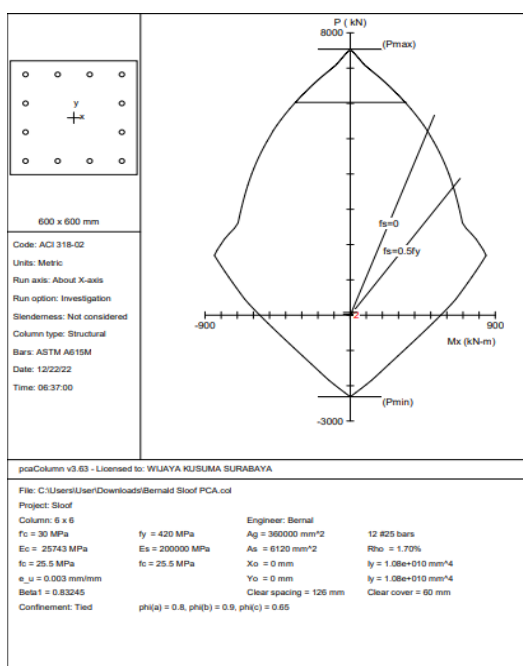 P ( kN)
8000
(Pmax)
y
x
fs=0
600 x 600 mm
fs=0.5fy
Code: ACI 318-02
Units: Metric
Run axis: About X-axis
Run option: Investigation
Slenderness: Not considered
Column type: Structural
Bars: ASTM A615M
Date: 12/22/22
Time: 06:37:00
-900
2
900
Mx (kN-m)
(Pmin)
-3000
pcaColumn v3.63 - Licensed to: WIJAYA KUSUMA SURABAYA
File: C:\Users\User\Downloads\Bernald Sloof PCA.col
Project: Sloof
Column: 6 x 6 Engineer: Bernal
f'c = 30 MPa fy = 420 MPa Ag = 360000 mm^2 12 #25 bars
Ec = 25743 MPa Es = 200000 MPa As = 6120 mm^2 Rho = 1.70%
fc = 25.5 MPa fc = 25.5 MPa Xo = 0 mm Iy = 1.08e+010 mm^4
e_u = 0.003 mm/mm Yo = 0 mm Iy = 1.08e+010 mm^4
Beta1 = 0.83245 Clear spacing = 126 mm Clear cover = 60 mm
Confinement: Tied phi(a) = 0.8, phi(b) = 0.9, phi(c) = 0.65